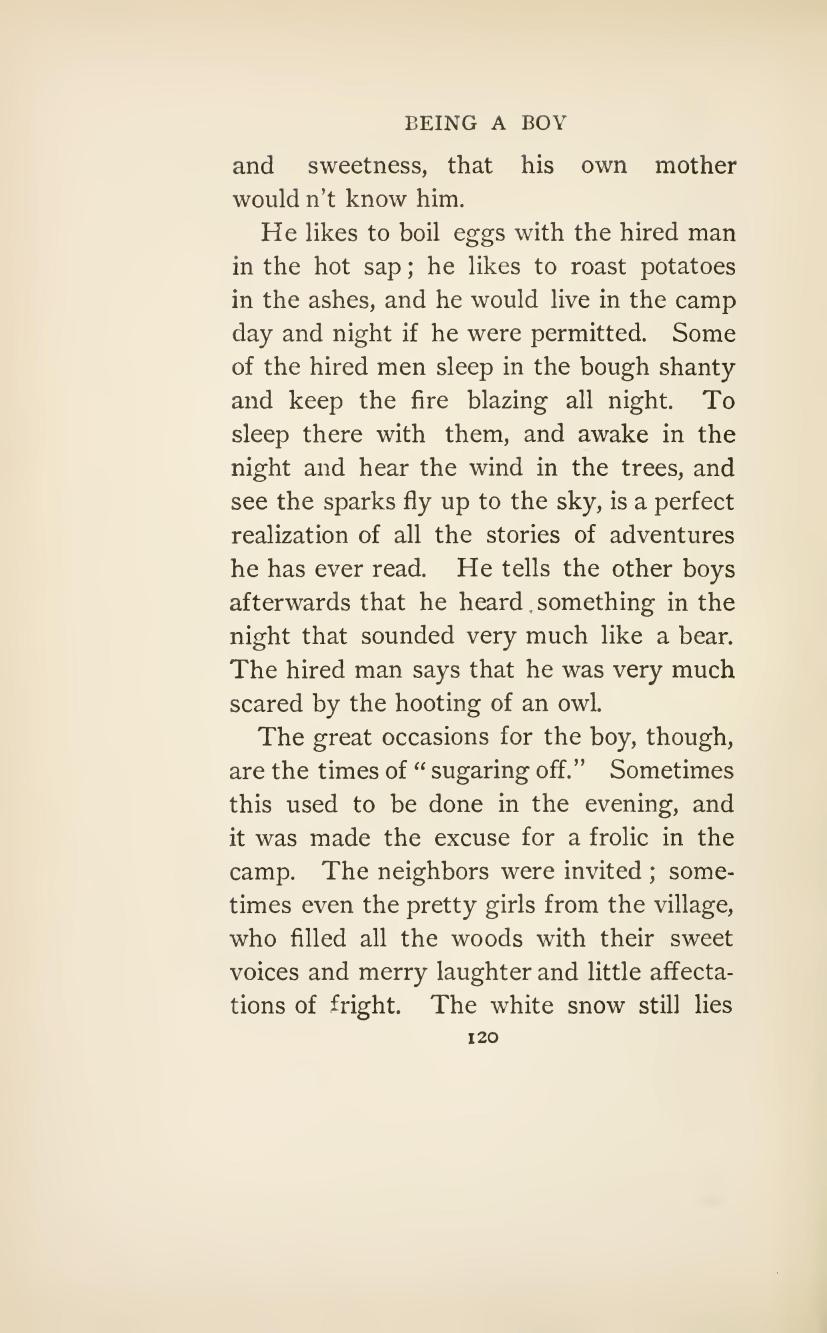 BEING A BOY
and sweetness, that his own mother
would n't know him.
He likes to boil eggs with the hired man
in the hot sap; he likes to roast potatoes
in the ashes, and he would live in the camp
day and night if he were permitted. Some
of the hired men sleep in the bough shanty
and keep the fire blazing all night. To
sleep there with them, and awake in the
night and hear the wind in the trees, and
see the sparks fly up to the sky, is a perfect
realization of all the stories of adventures
he has ever read. He tells the other boys
afterwards that he heard something in the
night that sounded very much like a bear.
The hired man says that he was very much
scared by the hooting of an owl.
The great occasions for the boy, though,
are the times of "sugaring off." Sometimes
this used to be done in the evening, and
it was made the excuse for a frolic in the
camp. The neighbors were invited; some-
times even the pretty girls from the village,
who filled all the woods with their sweet
voices and merry laughter and little affecta-
tions of fright. The white snow still lies
120